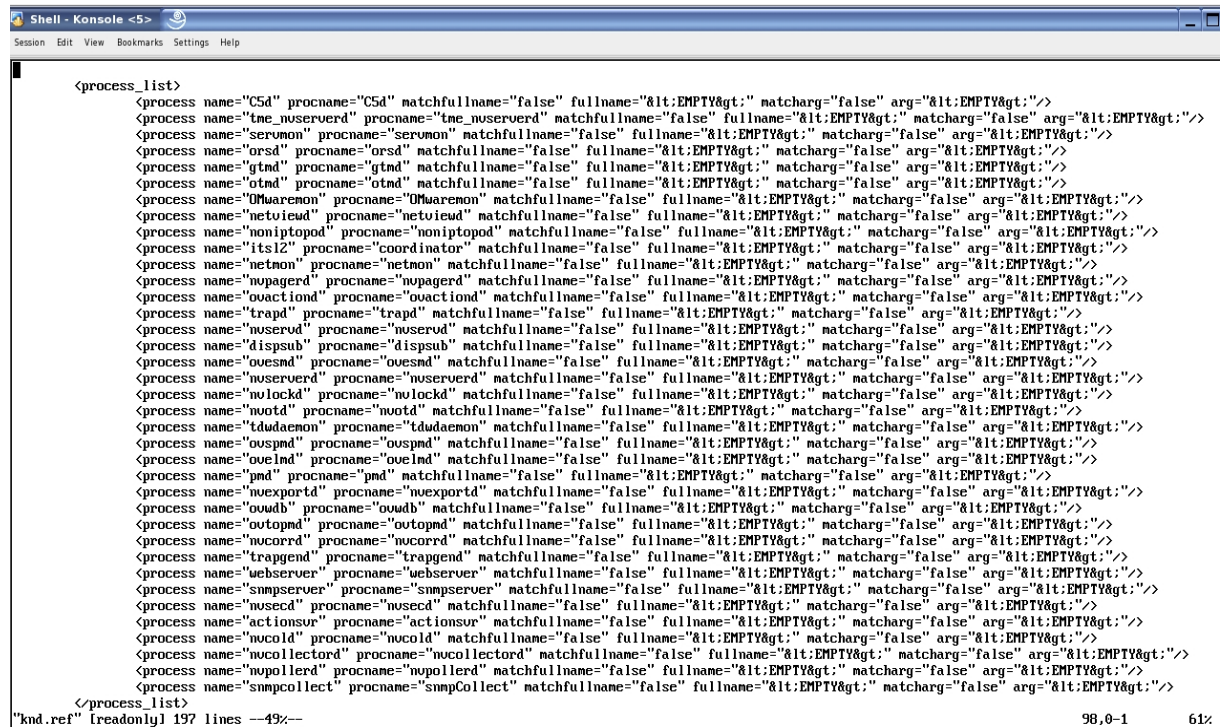 Shell - Konsole <5>
Session Edit View Bookmarks Settings Help
<process_list>
<process name="C5d" procname="C5d" matchfullname="false" fullname="&lt;EMPTY&gt;" matcharg="false" arg="&lt;EMPTY&gt;"/>
<process name="tme_nvserverd" procname="tme_nvserverd" matchfullname="false" fullname="&lt;EMPTY&gt;" matcharg="false" arg="&lt;EMPTY&gt;"/>
<process name="servmon" procname="servmon" matchfullname="false" fullname="&lt;EMPTY&gt;" matcharg="false" arg="&lt;EMPTY&gt;"/>
<process name="orsd" procname="orsd" matchfullname="false" fullname="&lt;EMPTY&gt;" matcharg="false" arg="&lt;EMPTY&gt;"/>
<process name="gtmd" procname="gtmd" matchfullname="false" fullname="&lt;EMPTY&gt;" matcharg="false" arg="&lt;EMPTY&gt;"/>
<process name="otmd" procname="otmd" matchfullname="false" fullname="&lt;EMPTY&gt;" matcharg="false" arg="&lt;EMPTY&gt;"/>
<process name="OMwaremon" procname="OMwaremon" matchfullname="false" fullname="&lt;EMPTY&gt;" matcharg="false" arg="&lt;EMPTY&gt;"/>
<process name="netviewd" procname="netviewd" matchfullname="false" fullname="&lt;EMPTY&gt;" matcharg="false" arg="&lt;EMPTY&gt;"/>
<process name="noniptopod" procname="noniptopod" matchfullname="false" fullname="&lt;EMPTY&gt;" matcharg="false" arg="&lt;EMPTY&gt;"/>
<process name="itsl2" procname="coordinator" matchfullname="false" fullname="&lt;EMPTY&gt;" matcharg="false" arg="&lt;EMPTY&gt;"/>
<process name="netmon" procname="netmon" matchfullname="false" fullname="&lt;EMPTY&gt;" matcharg="false" arg="&lt;EMPTY&gt;"/>
<process name="nvpagerd" procname="nvpagerd" matchfullname="false" fullname="&lt;EMPTY&gt;" matcharg="false" arg="&lt;EMPTY&gt;"/>
<process name="ovactiond" procname="ovactiond" matchfullname="false" fullname="&lt;EMPTY&gt;" matcharg="false" arg="&lt;EMPTY&gt;"/>
<process name="trapd" procname="trapd" matchfullname="false" fullname="&lt;EMPTY&gt;" matcharg="false" arg="&lt;EMPTY&gt;"/>
<process name="nvservd" procname="nvservd" matchfullname="false" fullname="&lt;EMPTY&gt;" matcharg="false" arg="&lt;EMPTY&gt;"/>
<process name="dispsub" procname="dispsub" matchfullname="false" fullname="&lt;EMPTY&gt;" matcharg="false" arg="&lt;EMPTY&gt;"/>
<process name="ovesmd" procname="ovesmd" matchfullname="false" fullname="&lt;EMPTY&gt;" matcharg="false" arg="&lt;EMPTY&gt;"/>
<process name="nvserverd" procname="nvserverd" matchfullname="false" fullname="&lt;EMPTY&gt;" matcharg="false" arg="&lt;EMPTY&gt;"/>
<process name="nvlockd" procname="nvlockd" matchfullname="false" fullname="&lt;EMPTY&gt;" matcharg="false" arg="&lt;EMPTY&gt;"/>
<process name="nvotd" procname="nvotd" matchfullname="false" fullname="&lt;EMPTY&gt;" matcharg="false" arg="&lt;EMPTY&gt;"/>
<process name="tdwdaemon" procname="tdwdaemon" matchfullname="false" fullname="&lt;EMPTY&gt;" matcharg="false" arg="&lt;EMPTY&gt;"/>
<process name="ovspmd" procname="ovspmd" matchfullname="false" fullname="&lt;EMPTY&gt;" matcharg="false" arg="&lt;EMPTY&gt;"/>
<process name="ovelmd" procname="ovelmd" matchfullname="false" fullname="&lt;EMPTY&gt;" matcharg="false" arg="&lt;EMPTY&gt;"/>
<process name="pmd" procname="pmd" matchfullname="false" fullname="&lt;EMPTY&gt;" matcharg="false" arg="&lt;EMPTY&gt;"/>
<process name="nvexportd" procname="nvexportd" matchfullname="false" fullname="&lt;EMPTY&gt;" matcharg="false" arg="&lt;EMPTY&gt;"/>
<process name="ovwdb" procname="ovwdb" matchfullname="false" fullname="&lt;EMPTY&gt;" matcharg="false" arg="&lt;EMPTY&gt;"/>
<process name="ovtopmd" procname="ovtopmd" matchfullname="false" fullname="&lt;EMPTY&gt;" matcharg="false" arg="&lt;EMPTY&gt;"/>
<process name="nvcorrd" procname="nvcorrd" matchfullname="false" fullname="&lt;EMPTY&gt;" matcharg="false" arg="&lt;EMPTY&gt;"/>
<process name="trapgend" procname="trapgend" matchfullname="false" fullname="&lt;EMPTY&gt;" matcharg="false" arg="&lt;EMPTY&gt;"/>
<process name="webserver" procname="webserver" matchfullname="false" fullname="&lt;EMPTY&gt;" matcharg="false" arg="&lt;EMPTY&gt;"/>
<process name="snmpserver" procname="snmpserver" matchfullname="false" fullname="&lt;EMPTY&gt;" matcharg="false" arg="&lt;EMPTY&gt;"/>
<process name="nvsecd" procname="nvsecd" matchfullname="false" fullname="&lt;EMPTY&gt;" matcharg="false" arg="&lt;EMPTY&gt;"/>
<process name="actionsvr" procname="actionsvr" matchfullname="false" fullname="&lt;EMPTY&gt;" matcharg="false" arg="&lt;EMPTY&gt;"/>
<process name="nvcold" procname="nvcold" matchfullname="false" fullname="&lt;EMPTY&gt;" matcharg="false" arg="&lt;EMPTY&gt;"/>
<process name="nvcollectord" procname="nvcollectord" matchfullname="false" fullname="&lt;EMPTY&gt;" matcharg="false" arg="&lt;EMPTY&gt;"/>
<process name="nvpollerd" procname="nvpollerd" matchfullname="false" fullname="&lt;EMPTY&gt;" matcharg="false" arg="&lt;EMPTY&gt;"/>
<process name="snmpcollect" procname="snmpCollect" matchfullname="false" fullname="&lt;EMPTY&gt;" matcharg="false" arg="&lt;EMPTY&gt;"/>
</process_list>
"knd.ref" [readonly] 197 lines --49%-- 98,0-1 61%